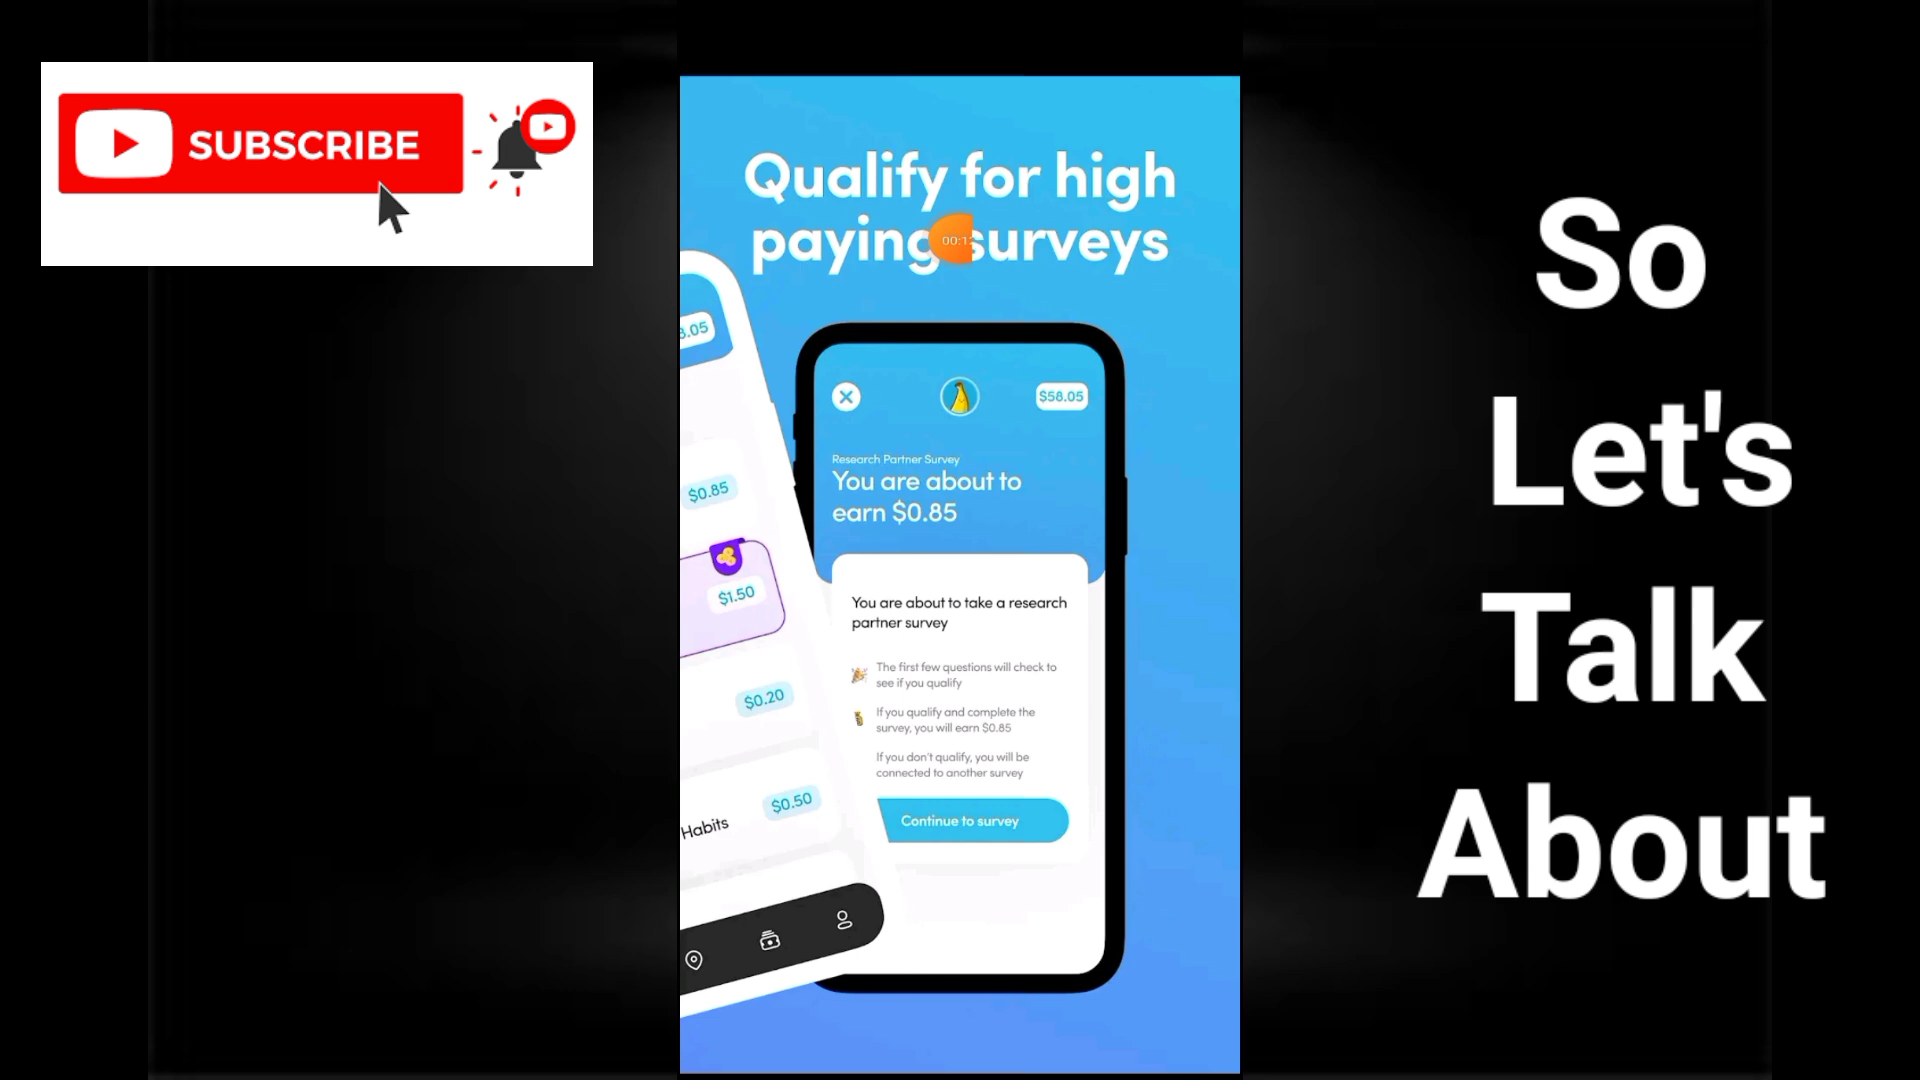 SUBSCRIBE
Qualify for high
paying surveys
00:1
8.05
$0.85
$1.50
$0.20
$0.50
Habits
$58.05
Research Partner Survey
You are about to
earn $0.85
You are about to take a research
partner survey
The first few questions will check to
see if you qualify
If you qualify and complete the
survey, you will earn $0.85
If you don't qualify, you will be
connected to another survey
Continue to survey
So
Let's
Talk
About